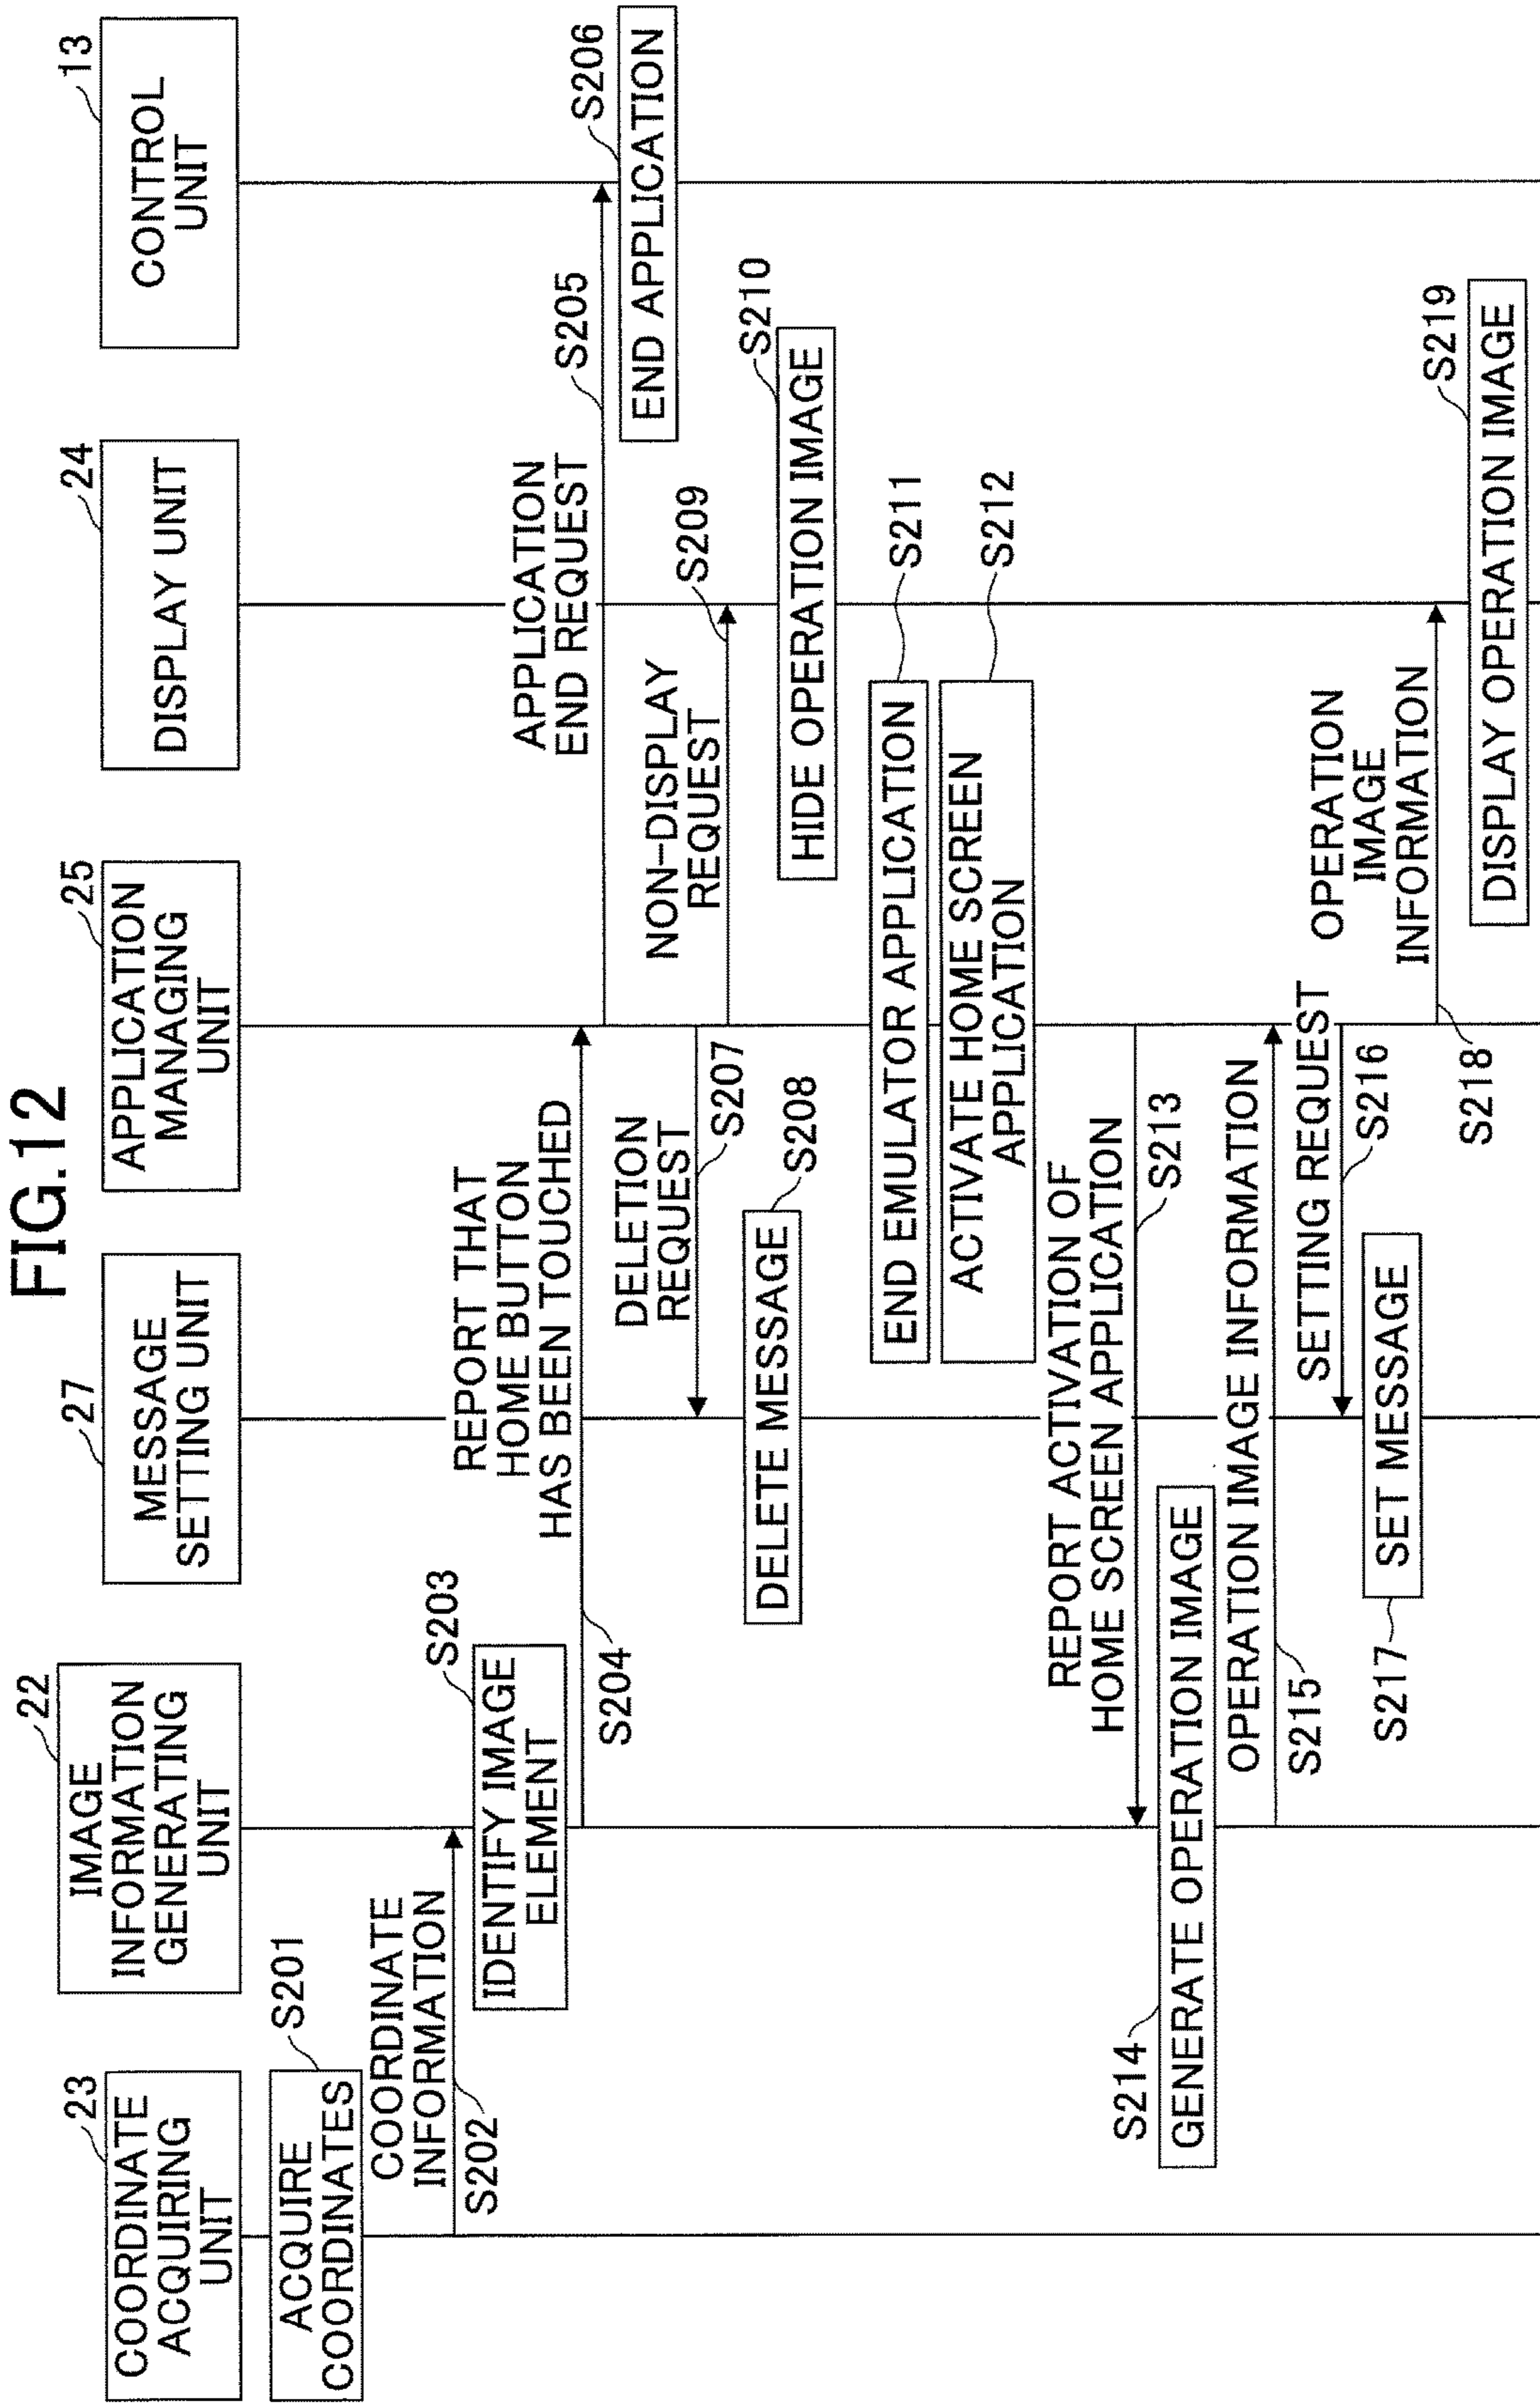 FIG.12
COORDINATE
ACQUIRING
UNIT
23
IMAGE
INFORMATION
GENERATING
UNIT
22
MESSAGE
SETTING UNIT
27
APPLICATION
MANAGING
UNIT
25
DISPLAY UNIT
24
CONTROL
UNIT
13
ACQUIRE
COORDINATES
S201
COORDINATE
INFORMATION
S202
IDENTIFY IMAGE
ELEMENT
S203
REPORT THAT
HOME BUTTON
HAS BEEN TOUCHED
S204
APPLICATION
END REQUEST
S205
END APPLICATION
S206
DELETION
REQUEST
S207
DELETE MESSAGE
S208
NON-DISPLAY
REQUEST
S209
HIDE OPERATION IMAGE
S210
END EMULATOR APPLICATION
S211
ACTIVATE HOME SCREEN
APPLICATION
S212
REPORT ACTIVATION OF
HOME SCREEN APPLICATION
S213
GENERATE OPERATION IMAGE
S214
OPERATION IMAGE INFORMATION
S215
SETTING REQUEST
S216
SET MESSAGE
S217
OPERATION
IMAGE
INFORMATION
S218
DISPLAY OPERATION IMAGE
S219